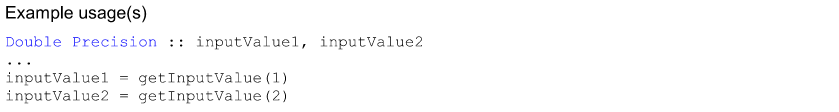 Example usage(s)
Double Precision :: inputValue1, inputValue2
...
inputValue1 = getInputValue(1)
inputValue2 = getInputValue(2)